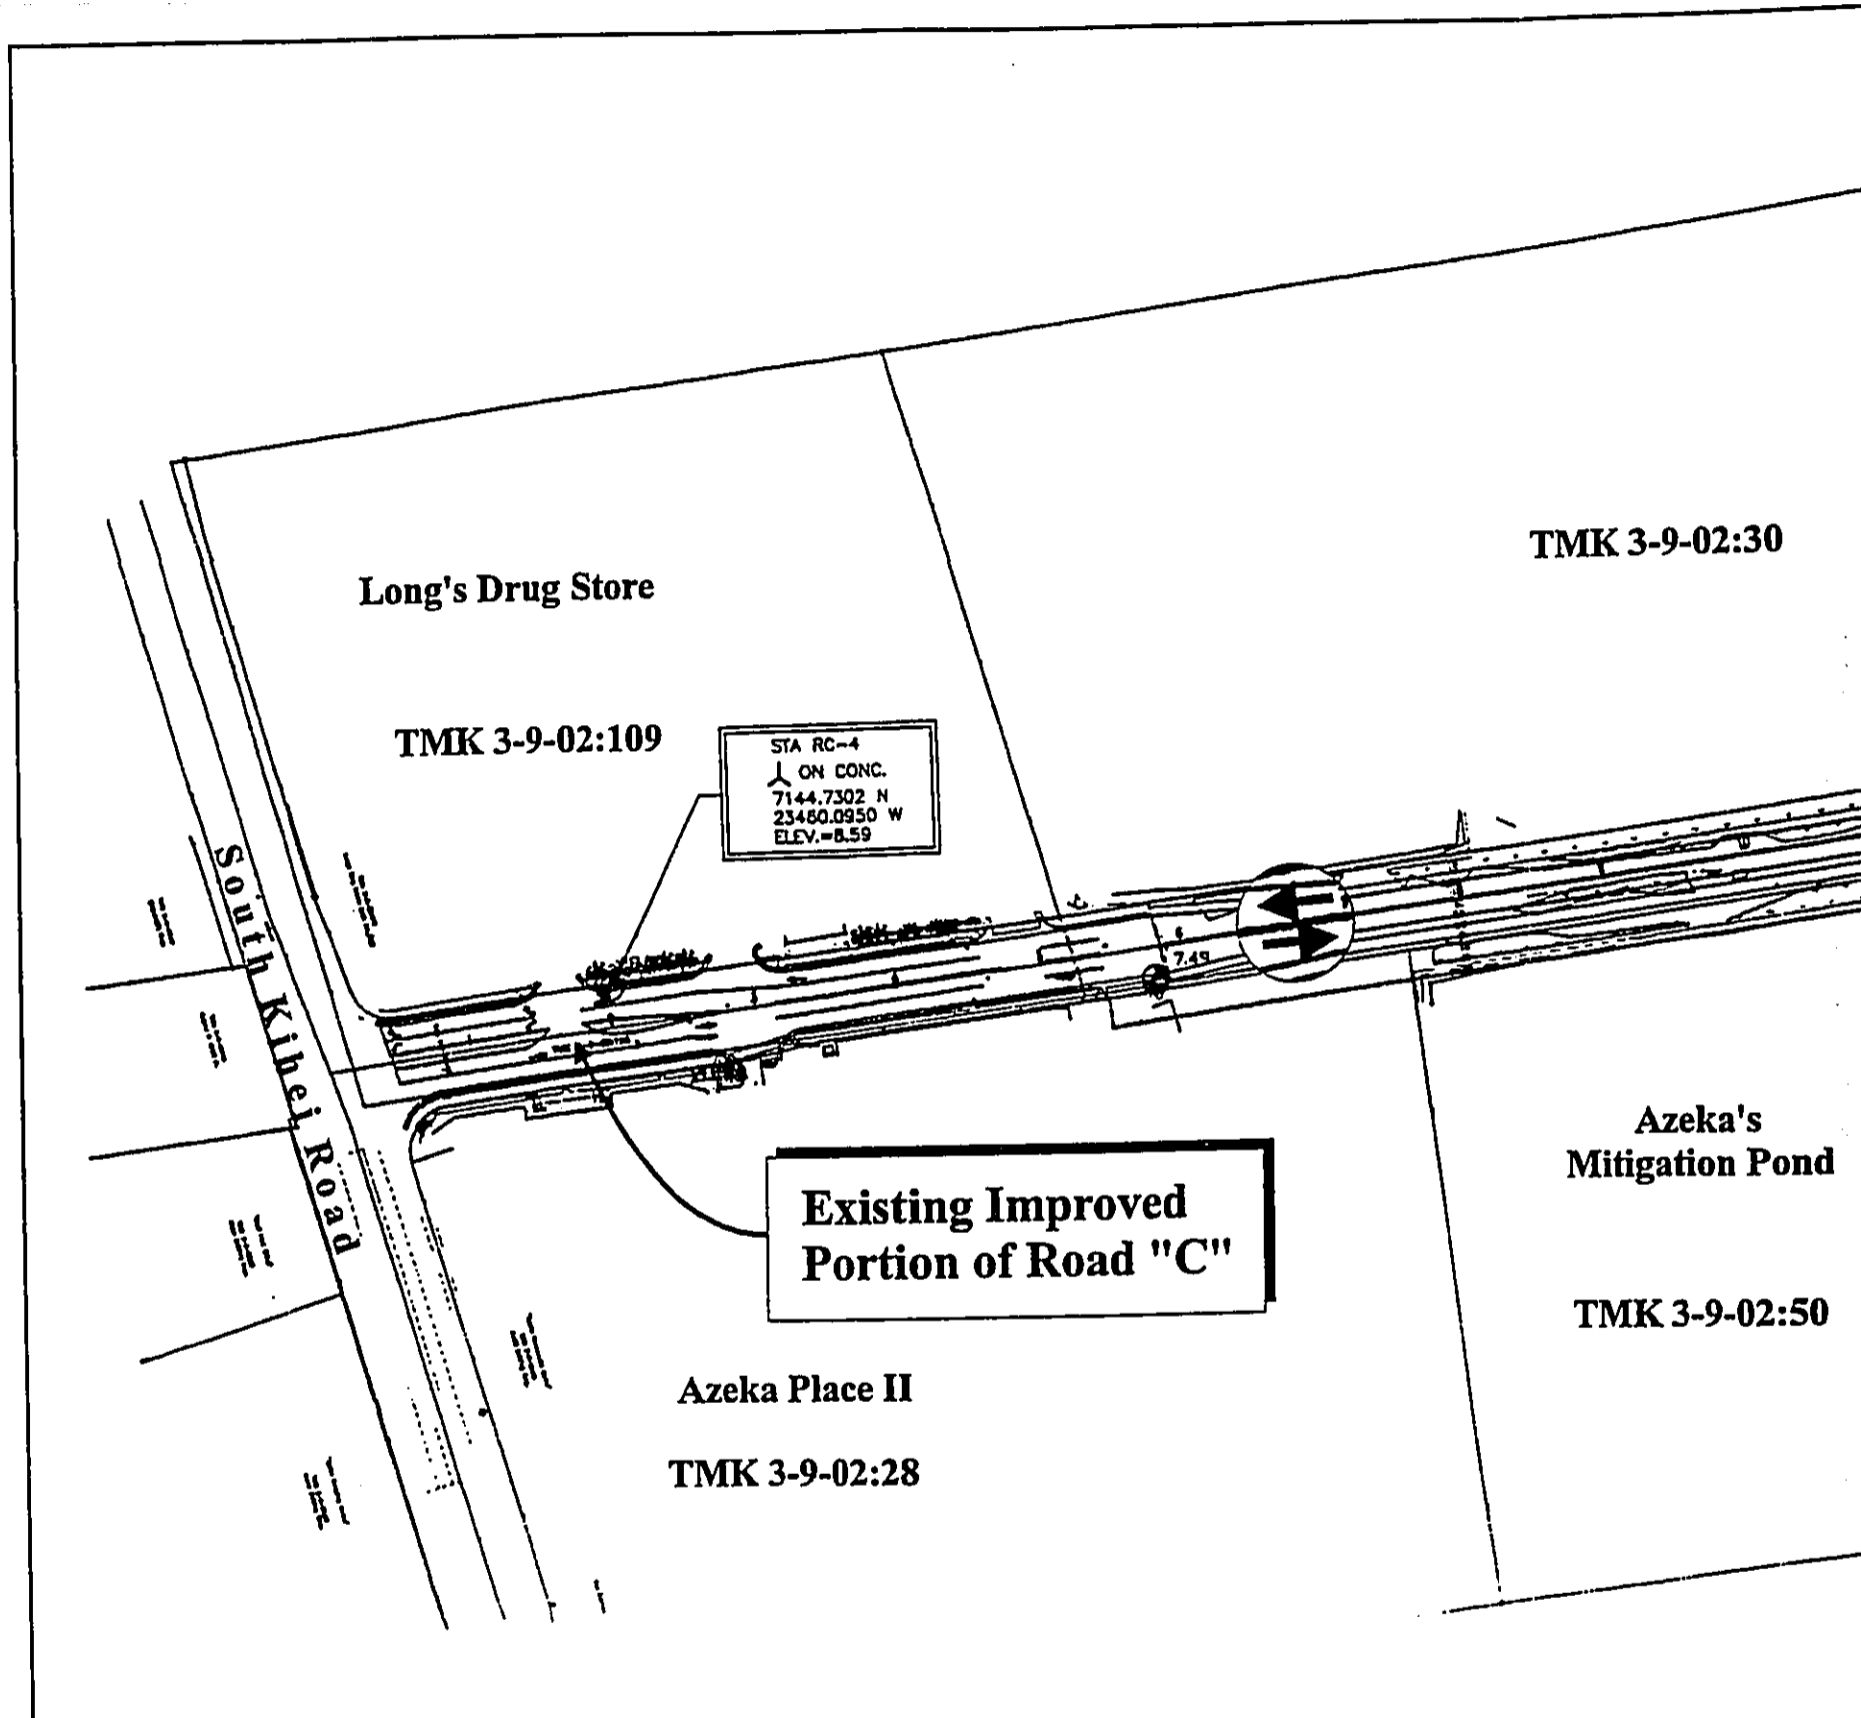 TMK 3-9-02:30
Long's Drug Store
TMK 3-9-02:109
STA RC-4
ON CONC.
7144.7302 N
23460.0950 W
ELEV.=8.59
South Kihei Road
7.49
Existing Improved
Portion of Road "C"
Azeka's
Mitigation Pond
TMK 3-9-02:50
Azeka Place II
TMK 3-9-02:28